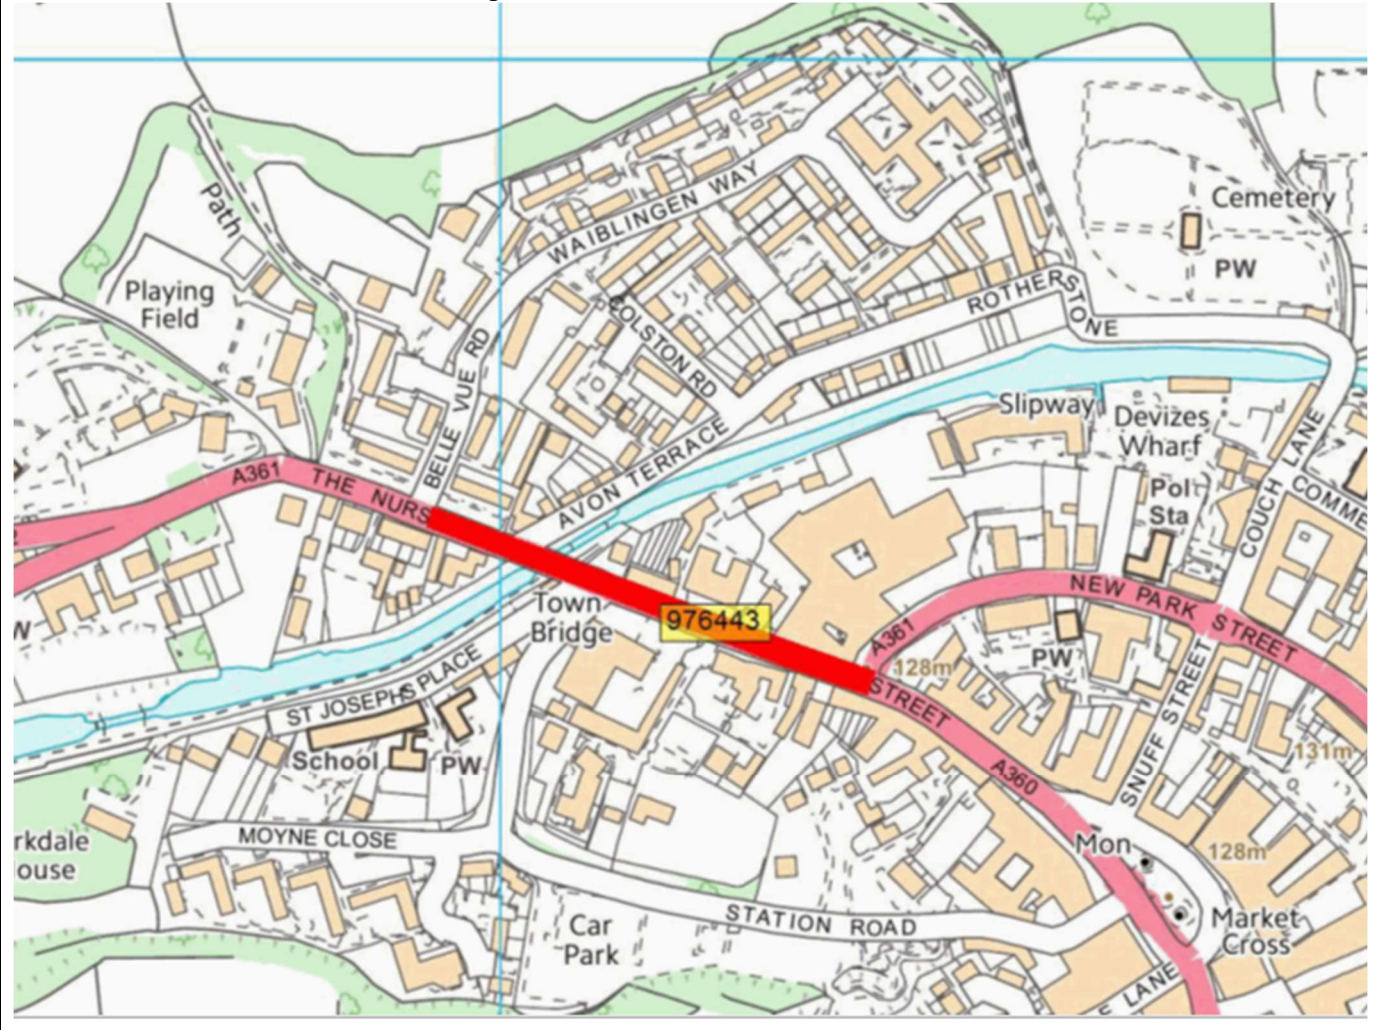 Cemetery
PW
WAIBLINGEN WAY
Path
Playing
Field
COLSTON RD
ROTHERSTONE
BELLE VUE RD
AVON TERRACE
Slipway
Devizes
Wharf
Pol
Sta
COUCH LANE
COMME
A361
THE NURS
Town
Bridge
976443
A361
NEW PARK STREET
128m
STREET
PW
SNUFF STREET
W
ST JOSEPHS PLACE
School
PW
A360
131m
rkdale
ouse
MOYNE CLOSE
Mon
128m
Car
Park
STATION ROAD
Market
Cross
E LANE